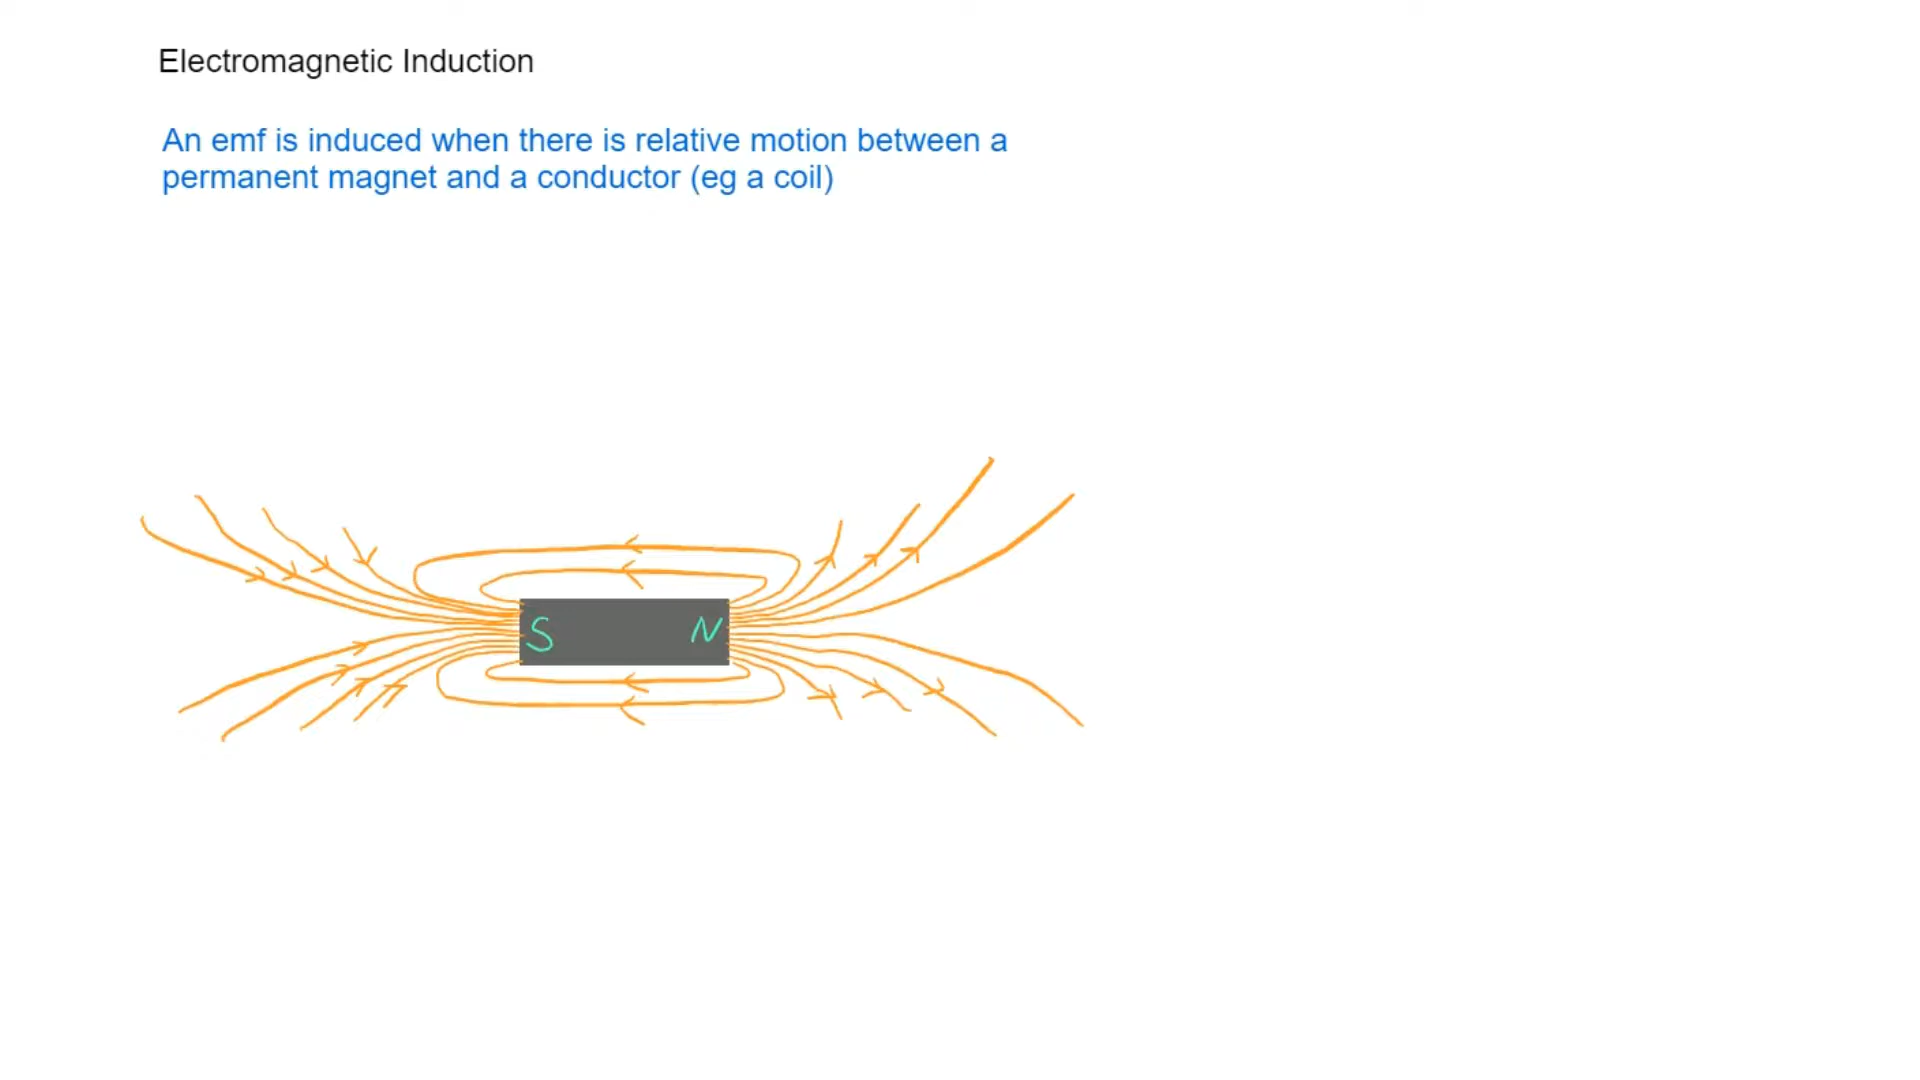 Electromagnetic Induction
An emf is induced when there is relative motion between a
permanent magnet and a conductor (eg a coil)
S N